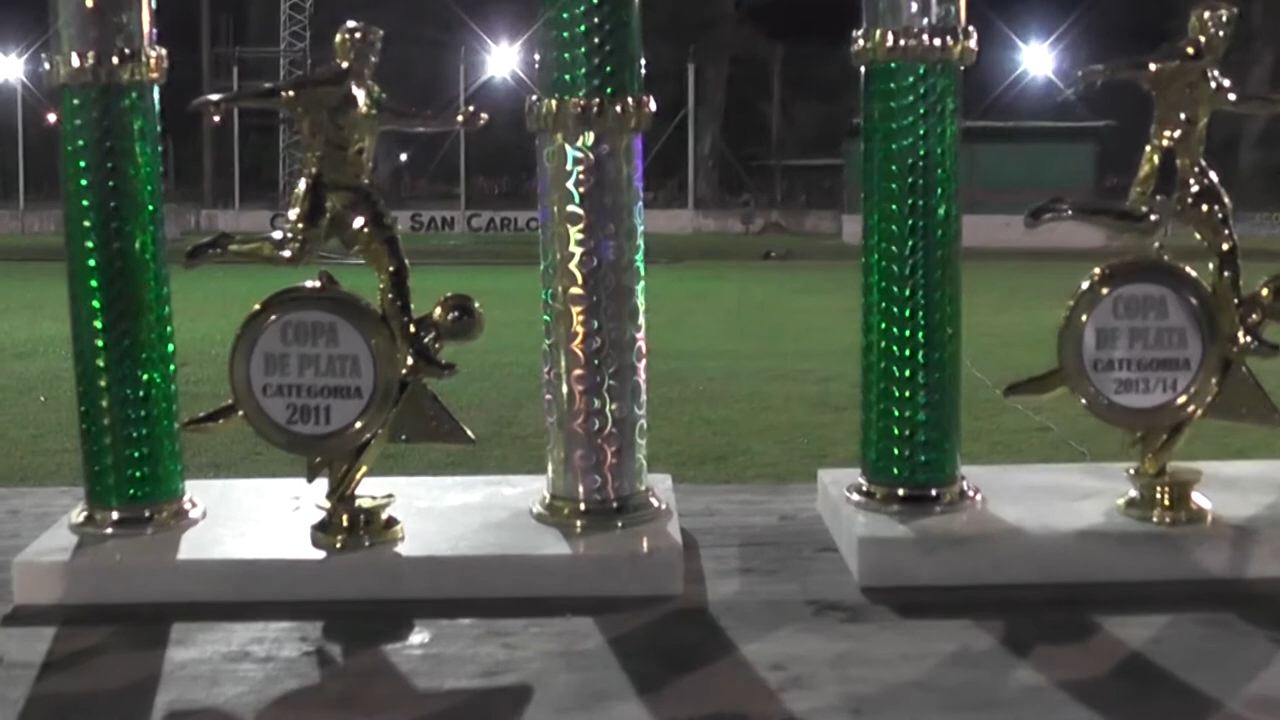 SAN CARLO
COPA
DE PLATA
CATEGORIA
2011
COPA
DE PLATA
CATEGORIA
2013/14